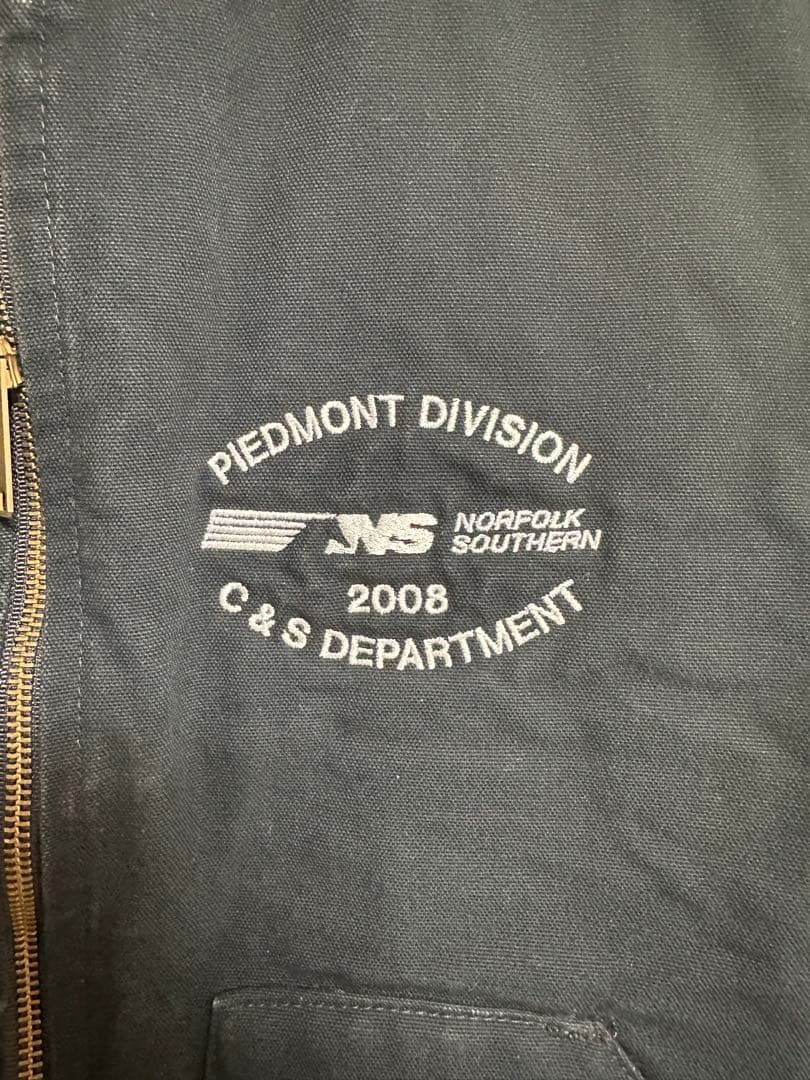 PIEDMONT DIVISION
NS NORFOLK
SOUTHERN
2008
C & S DEPARTMENT